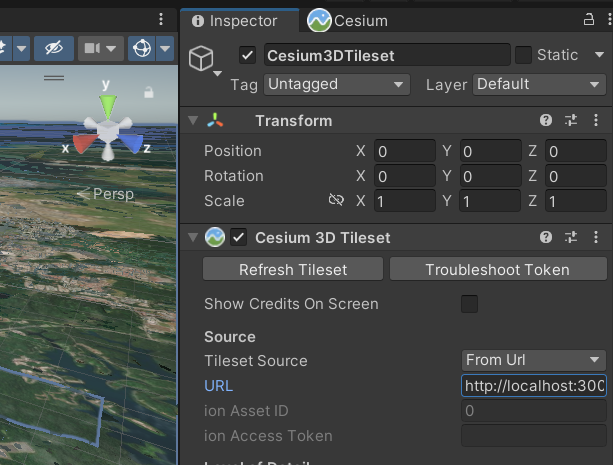 Inspector
Cesium
Cesium3DTileset
Static
Tag Untagged Layer Default
Transform
Position X 0 Y 0 Z 0
Rotation X 0 Y 0 Z 0
Scale X 1 Y 1 Z 1
y
x
z
Persp
Cesium 3D Tileset
Refresh Tileset
Troubleshoot Token
Show Credits On Screen
Source
Tileset Source From Url
URL http://localhost:300
ion Asset ID 0
ion Access Token